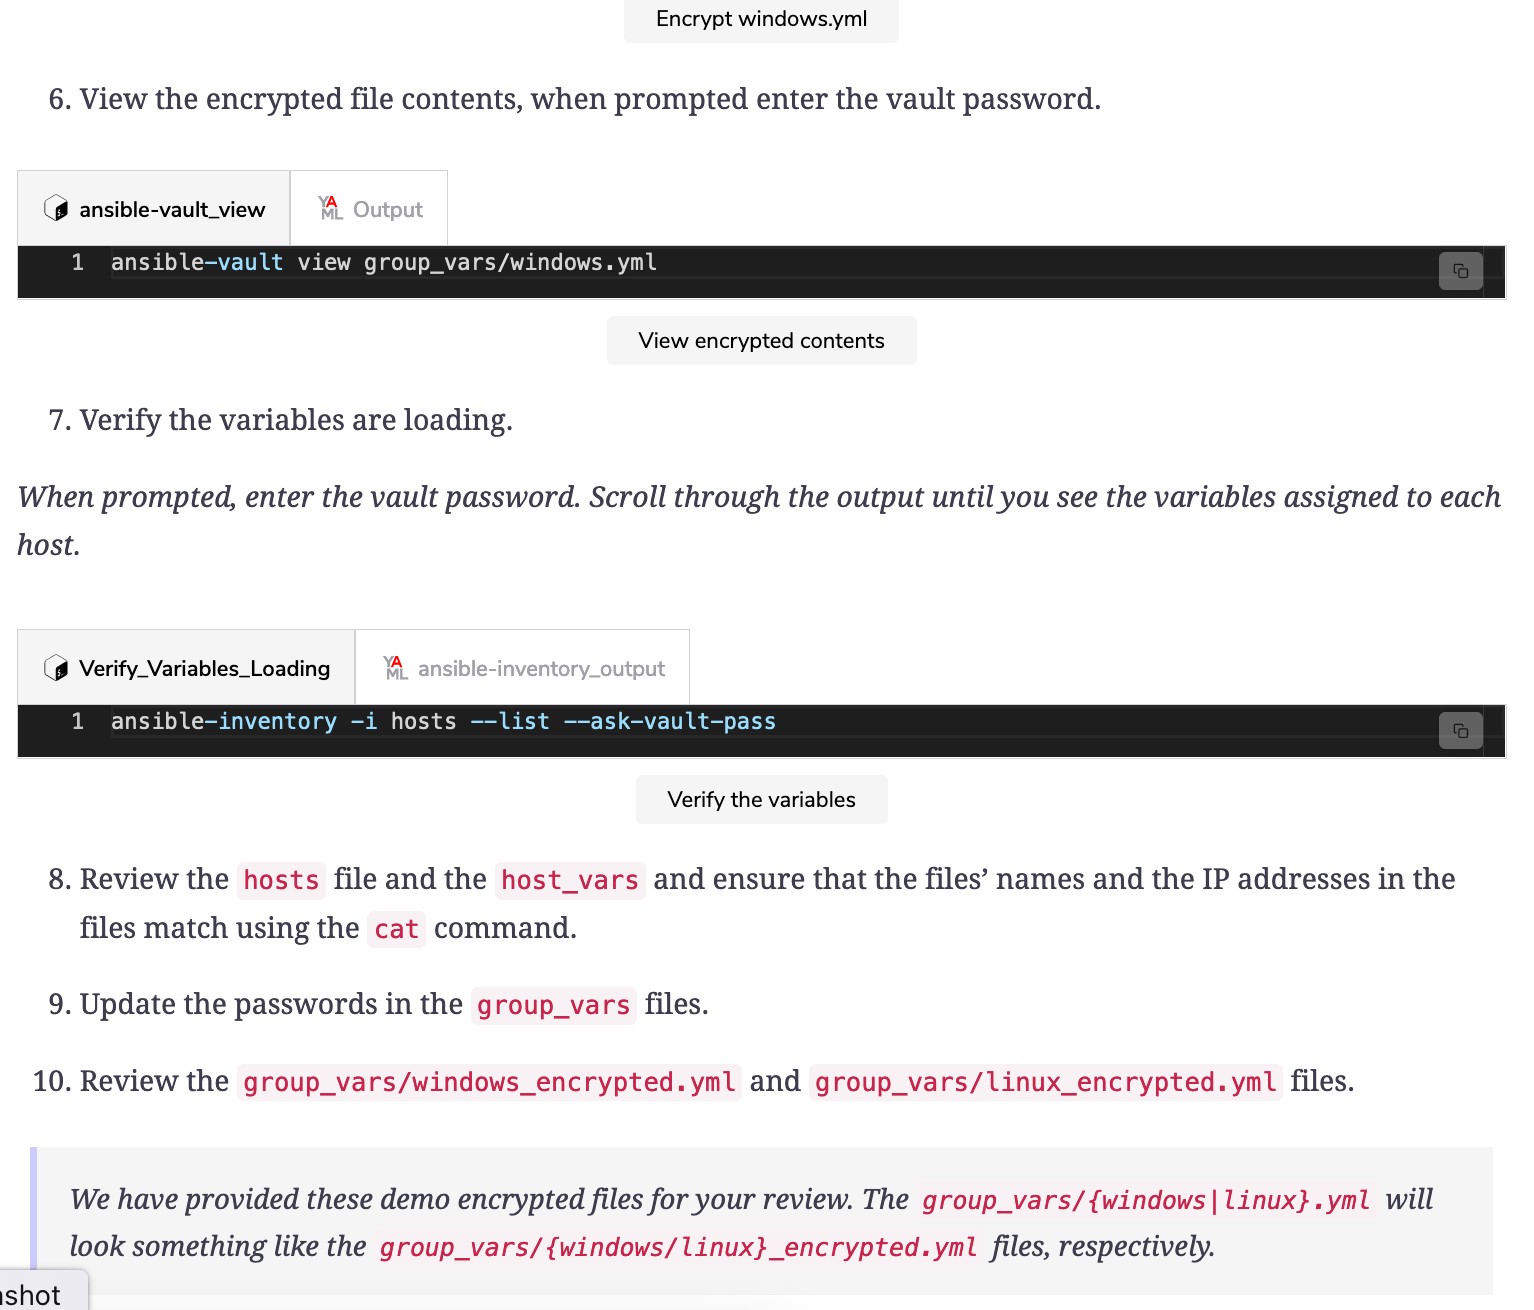 Encrypt windows.yml
6. View the encrypted file contents, when prompted enter the vault password.
ansible-vault_view
YAML Output
1 ansible-vault view group_vars/windows.yml
View encrypted contents
7. Verify the variables are loading.
When prompted, enter the vault password. Scroll through the output until you see the variables assigned to each
host.
Verify_Variables_Loading
YAML ansible-inventory_output
1 ansible-inventory -i hosts --list --ask-vault-pass
Verify the variables
8. Review the hosts file and the host_vars and ensure that the files’ names and the IP addresses in the
files match using the cat command.
9. Update the passwords in the group_vars files.
10. Review the group_vars/windows_encrypted.yml and group_vars/linux_encrypted.yml files.
We have provided these demo encrypted files for your review. The group_vars/{windows|linux}.yml will
look something like the group_vars/{windows/linux}_encrypted.yml files, respectively.
shot